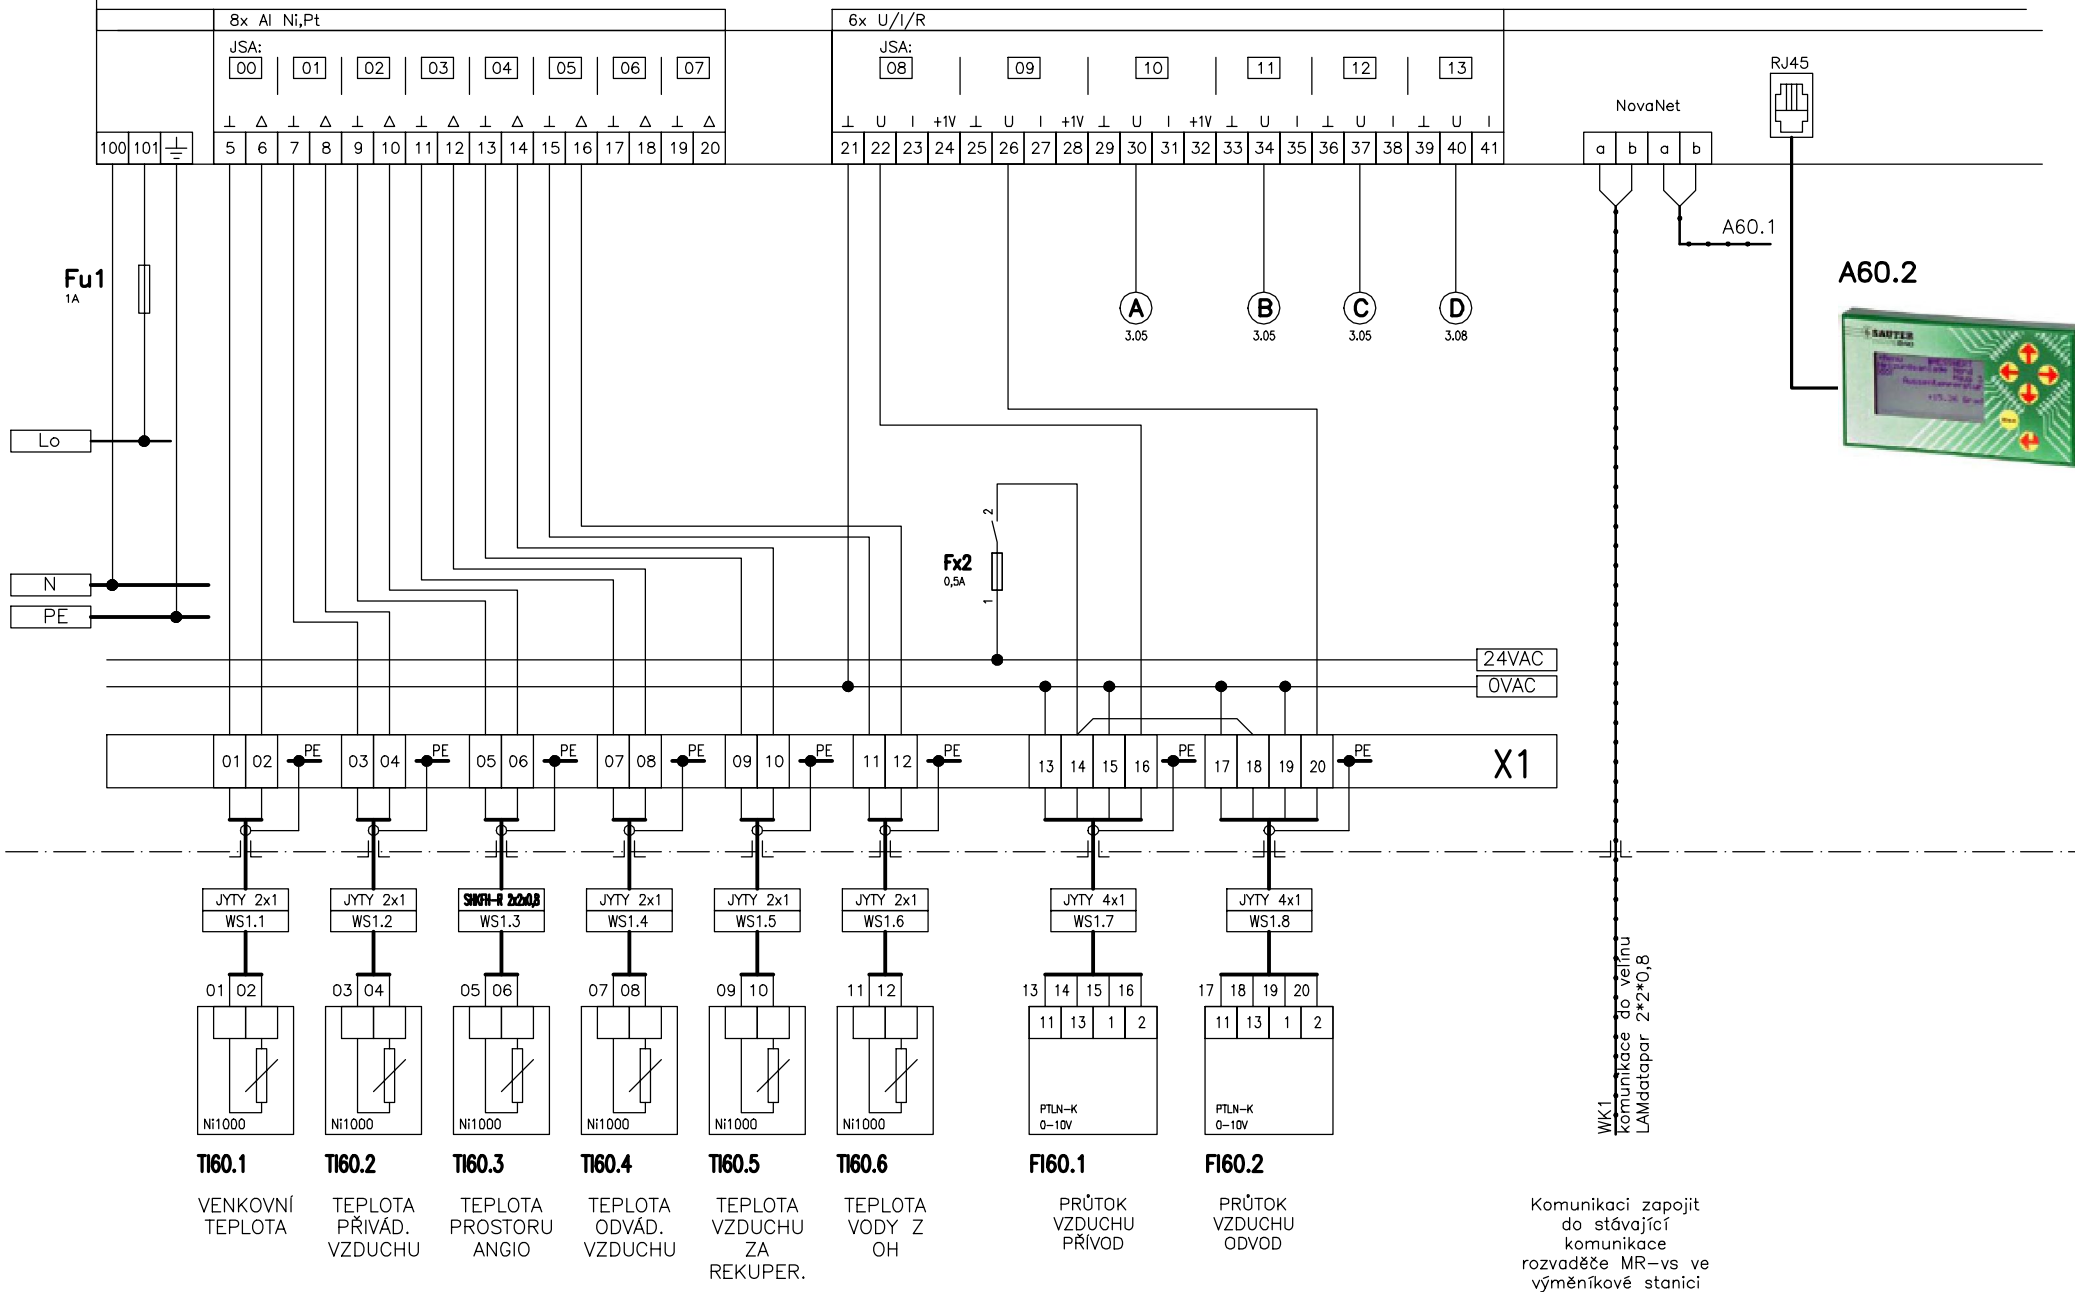 8x AI Ni,Pt
6x U/I/R
JSA:
00 01 02 03 04 05 06 07
JSA:
08 09 10 11 12 13
RJ45
NovaNet
⊥ Δ ⊥ Δ ⊥ Δ ⊥ Δ ⊥ Δ ⊥ Δ ⊥ Δ ⊥ Δ
⊥ U I +1V ⊥ U I +1V ⊥ U I +1V ⊥ U I ⊥ U I ⊥ U I
100 101
5 6 7 8 9 10 11 12 13 14 15 16 17 18 19 20
21 22 23 24 25 26 27 28 29 30 31 32 33 34 35 36 37 38 39 40 41
a b a b
A60.1
A60.2
Fu1
1A
A B C D
3.05 3.05 3.05 3.08
SAUTER
Lo
2
Fx2
0,5A
1
N
PE
24VAC
0VAC
01 02 PE 03 04 PE 05 06 PE 07 08 PE 09 10 PE 11 12 PE 13 14 15 16 PE 17 18 19 20 PE
X1
JYTY 2x1
WS1.1
JYTY 2x1
WS1.2
SHKFH-R 2x2x0,8
WS1.3
JYTY 2x1
WS1.4
JYTY 2x1
WS1.5
JYTY 2x1
WS1.6
JYTY 4x1
WS1.7
JYTY 4x1
WS1.8
01 02 03 04 05 06 07 08 09 10 11 12 13 14 15 16 17 18 19 20
11 13 1 2
11 13 1 2
Ni1000 Ni1000 Ni1000 Ni1000 Ni1000 Ni1000
PTLN-K
0-10V
PTLN-K
0-10V
WK1
komunikace do velínu
LAMdatapar 2*2*0,8
TI60.1
VENKOVNÍ
TEPLOTA
TI60.2
TEPLOTA
PŘIVÁD.
VZDUCHU
TI60.3
TEPLOTA
PROSTORU
ANGIO
TI60.4
TEPLOTA
ODVÁD.
VZDUCHU
TI60.5
TEPLOTA
VZDUCHU
ZA
REKUPER.
TI60.6
TEPLOTA
VODY Z
OH
FI60.1
PRŮTOK
VZDUCHU
PŘÍVOD
FI60.2
PRŮTOK
VZDUCHU
ODVOD
Komunikaci zapojit
do stávající
komunikace
rozvaděče MR-vs ve
výměníkové stanici